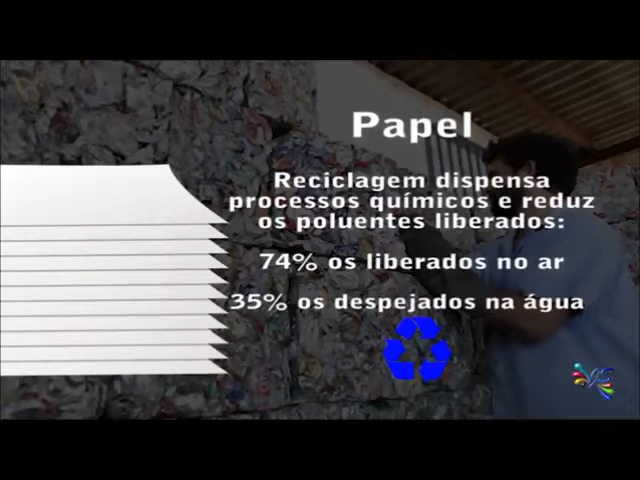 Papel
Reciclagem dispensa
processos químicos e reduz
os poluentes liberados:
74% os liberados no ar
35% os despejados na água